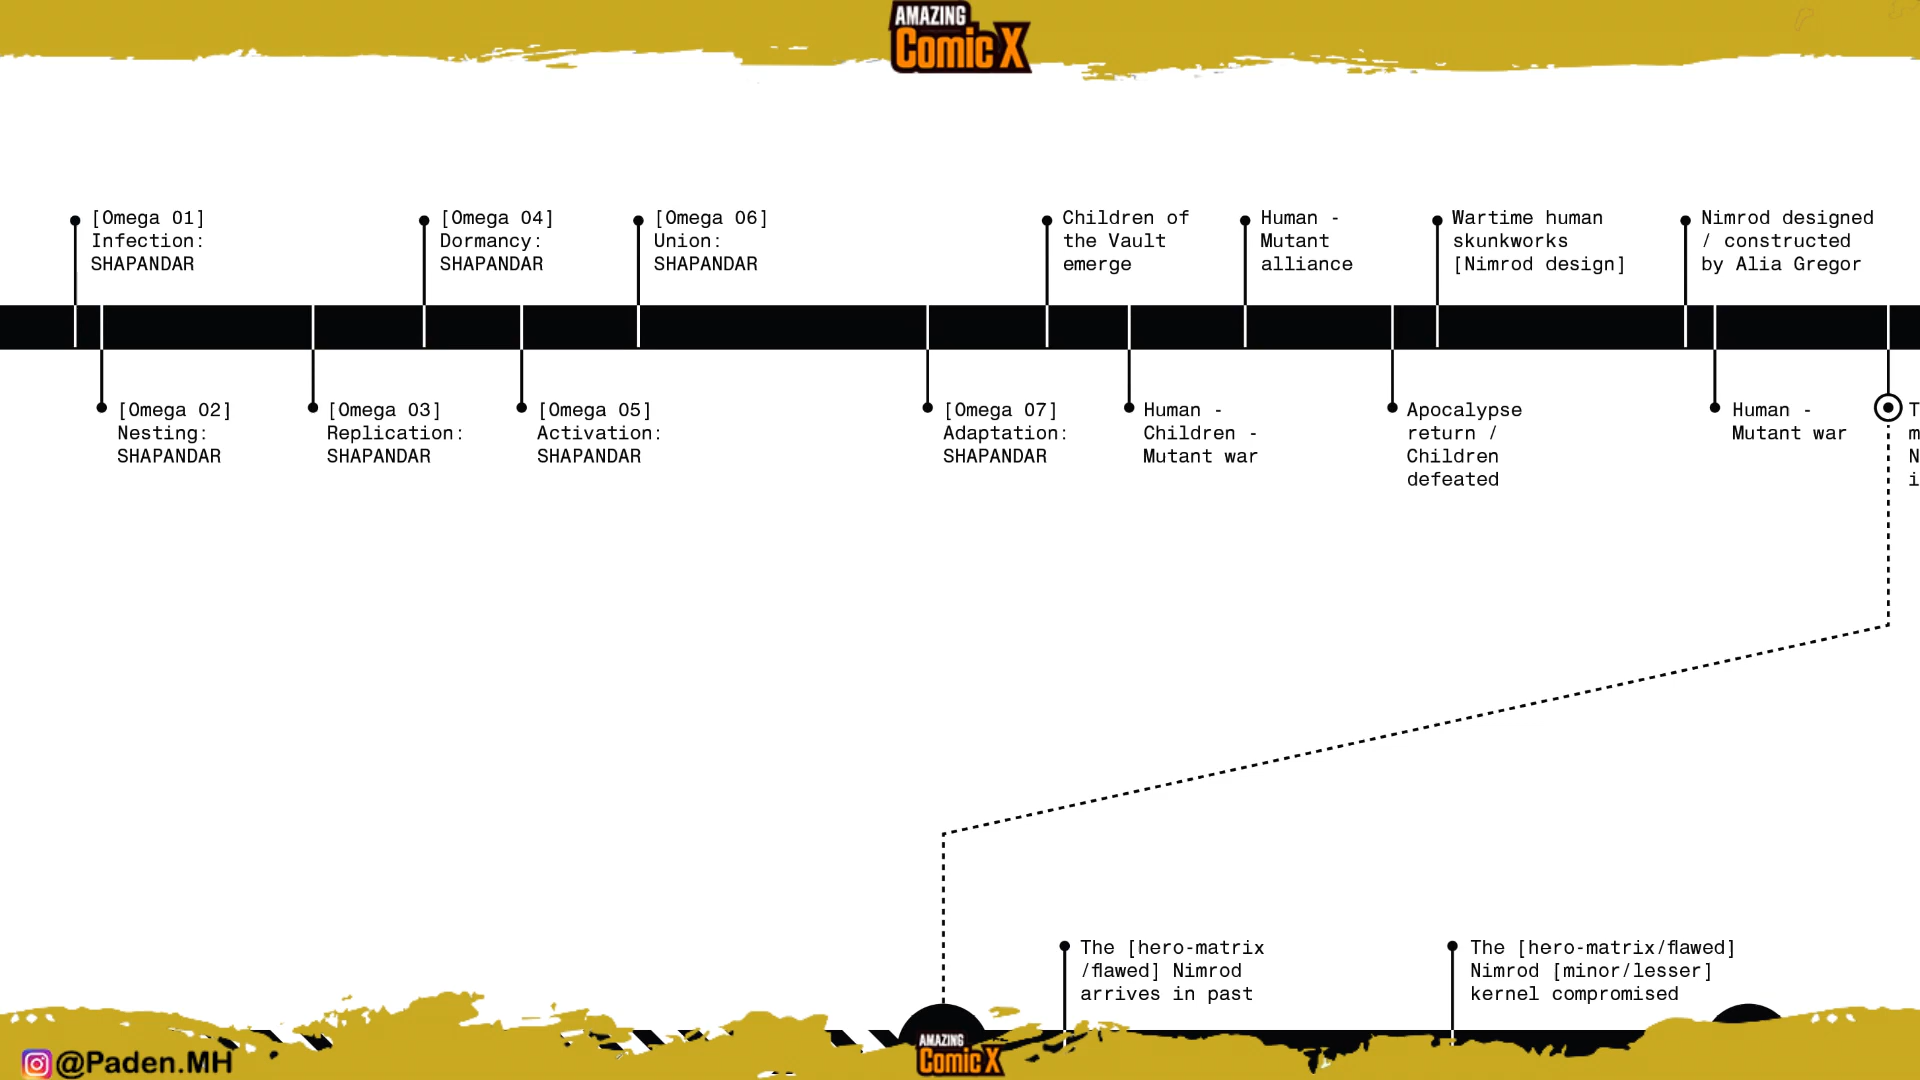 AMAZING
Comic X
[Omega 01]
Infection:
SHAPANDAR
[Omega 04]
Dormancy:
SHAPANDAR
[Omega 06]
Union:
SHAPANDAR
Children of
the Vault
emerge
Human -
Mutant
alliance
Wartime human
skunkworks
[Nimrod design]
Nimrod designed
/ constructed
by Alia Gregor
[Omega 02]
Nesting:
SHAPANDAR
[Omega 03]
Replication:
SHAPANDAR
[Omega 05]
Activation:
SHAPANDAR
[Omega 07]
Adaptation:
SHAPANDAR
Human -
Children -
Mutant war
Apocalypse
return /
Children
defeated
Human -
Mutant war
The [hero-matrix
/flawed] Nimrod
arrives in past
The [hero-matrix/flawed]
Nimrod [minor/lesser]
kernel compromised
@Paden.MH
AMAZING
Comic X